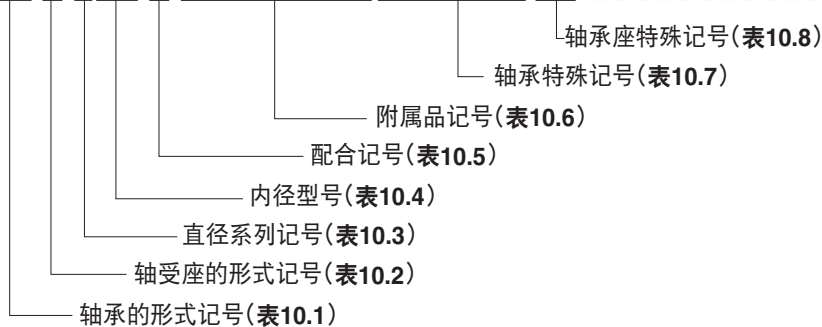 轴承座特殊记号(表10.8)
轴承特殊记号(表10.7)
附属品记号(表10.6)
配合记号(表10.5)
内径型号(表10.4)
直径系列记号(表10.3)
轴受座的形式记号(表10.2)
轴承的形式记号(表10.1)